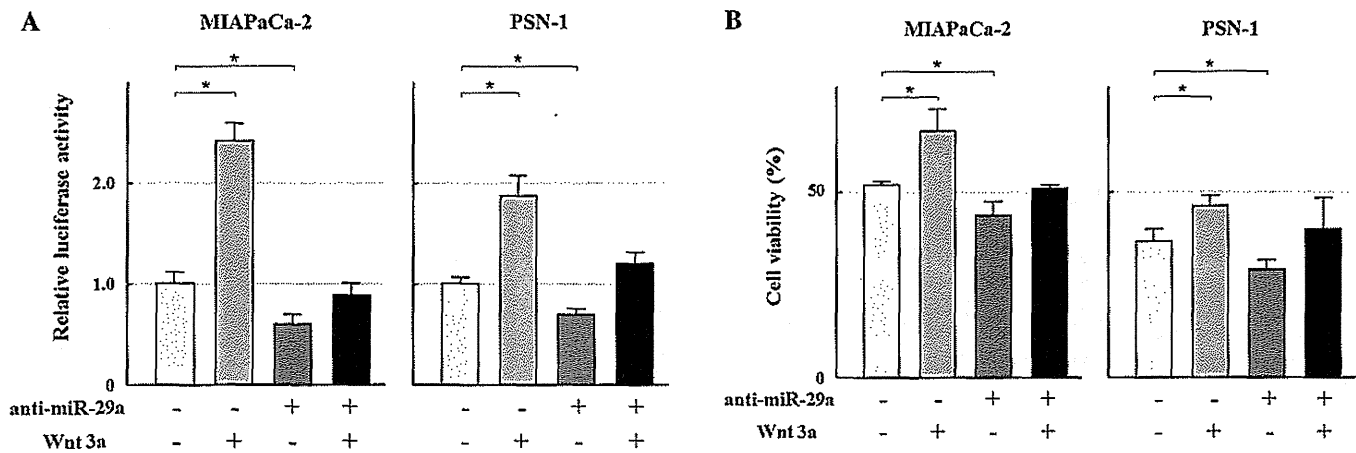 A
MIAPaCa-2
PSN-1
*
*
*
*
Relative luciferase activity
2.0
1.0
0
anti-miR-29a - - + + - - + +
Wnt 3a - + - + - + - +
B
MIAPaCa-2
PSN-1
*
*
*
*
Cell viability (%)
50
0
anti-miR-29a - - + + - - + +
Wnt 3a - + - + - + - +